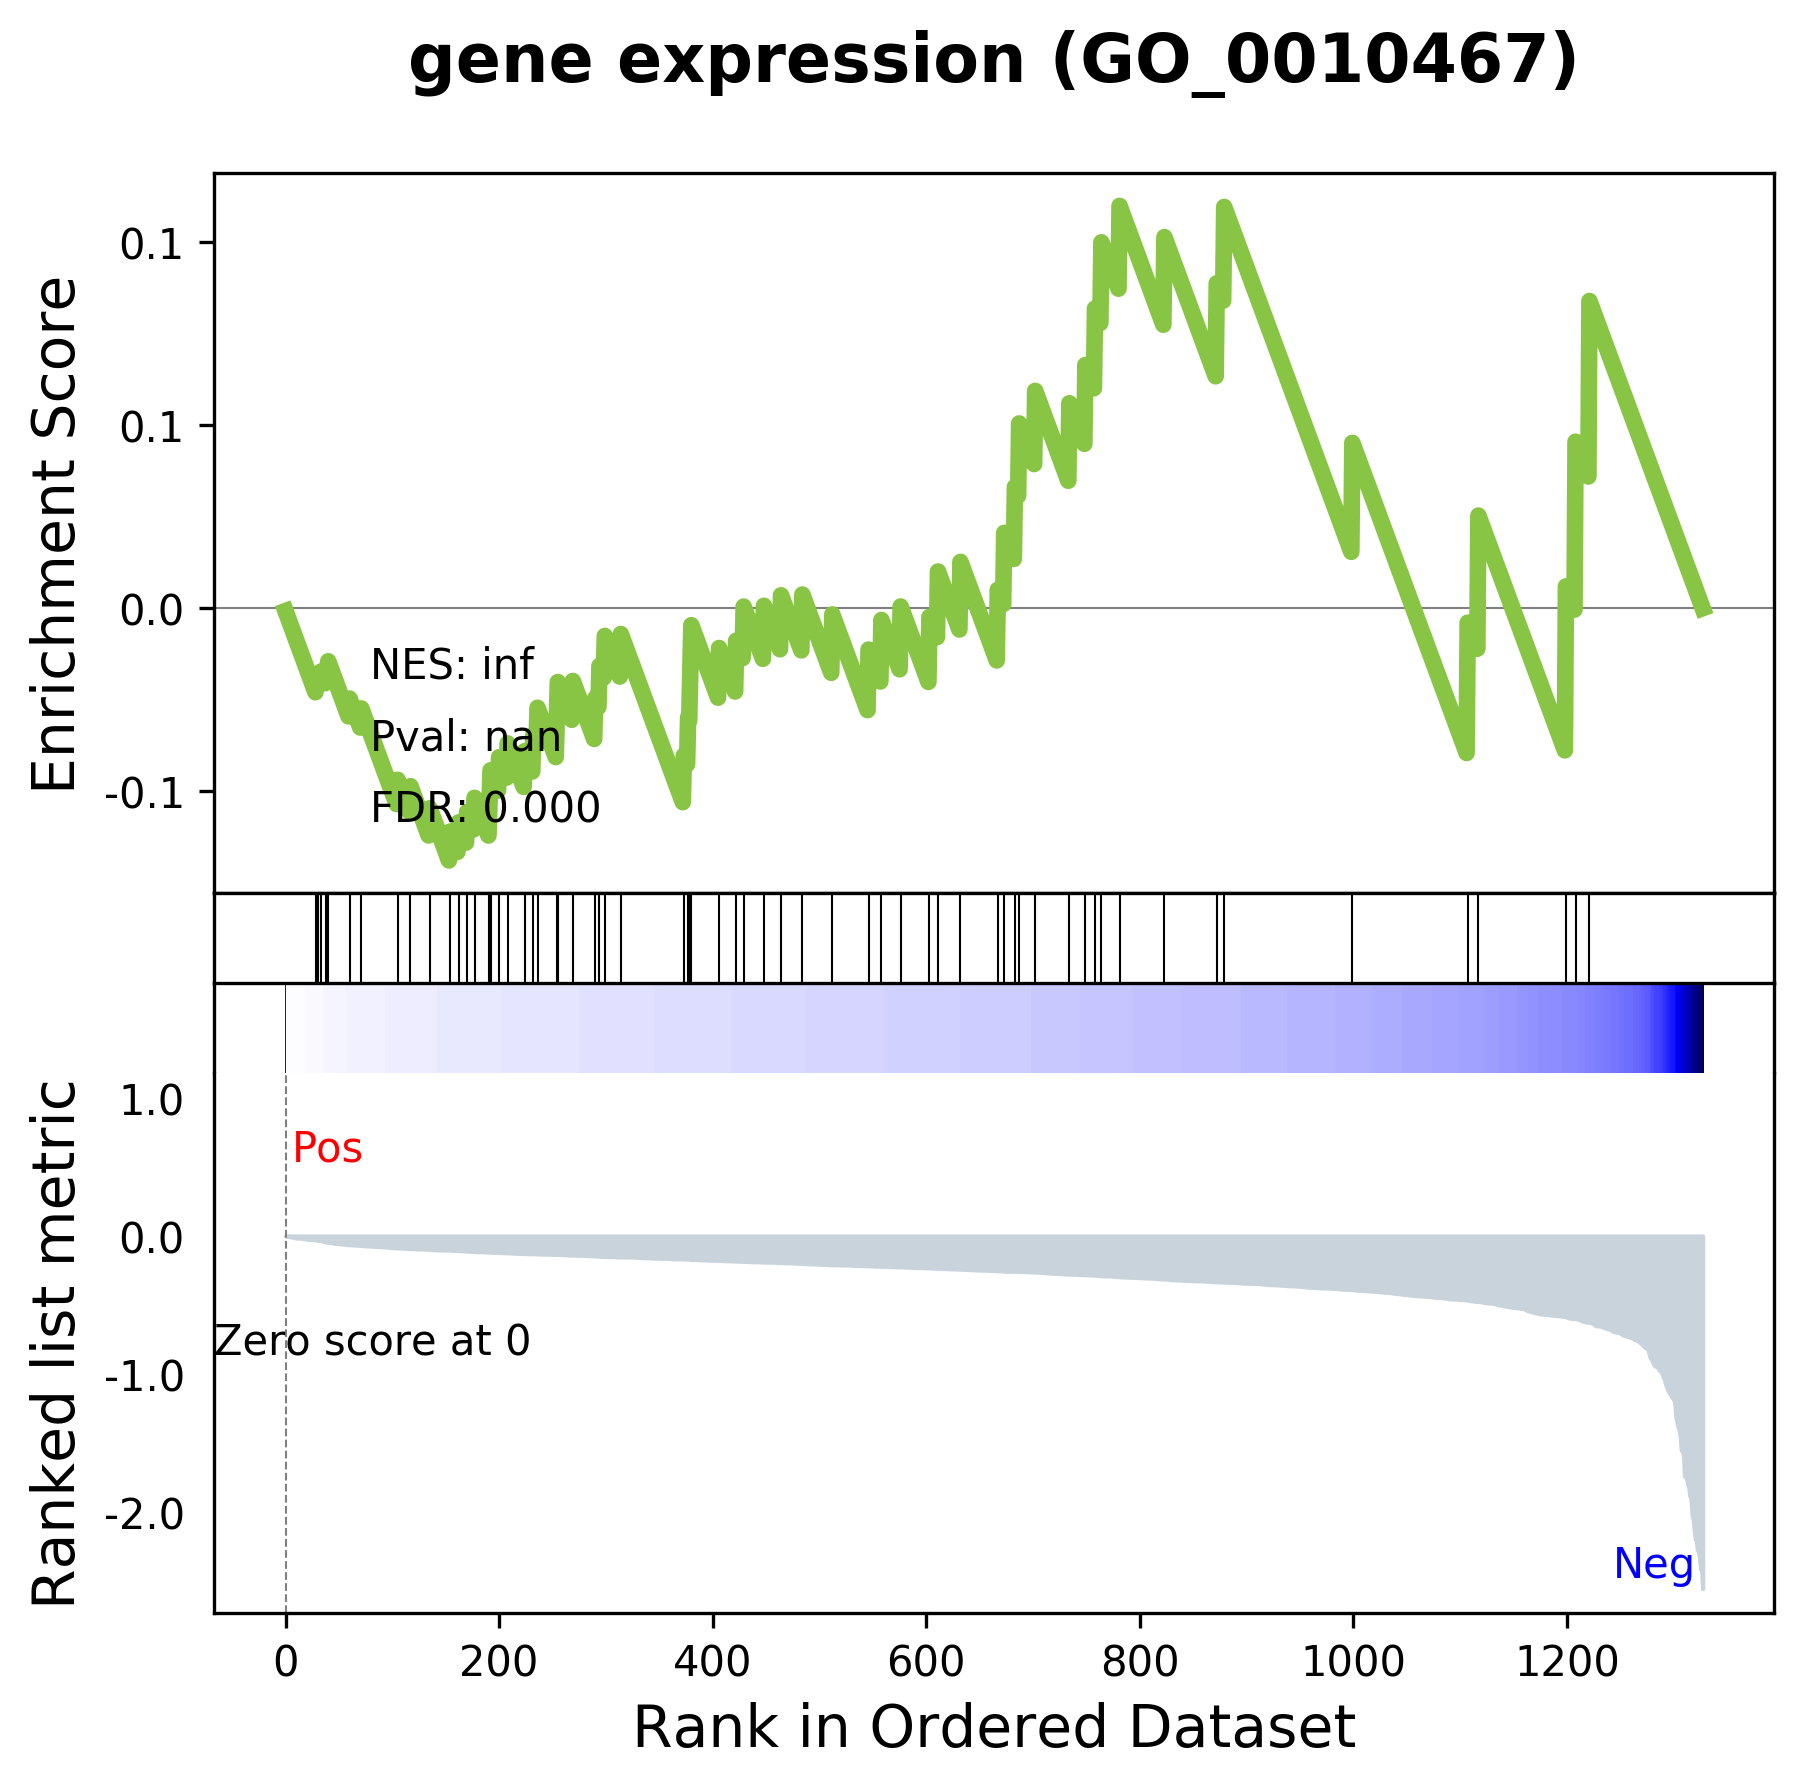 gene expression (GO_0010467)
Enrichment Score
0.1
0.1
0.0
-0.1
NES: inf
Pval: nan
FDR: 0.000
Ranked list metric
1.0
0.0
-1.0
-2.0
Pos
Zero score at 0
Neg
0 200 400 600 800 1000 1200
Rank in Ordered Dataset